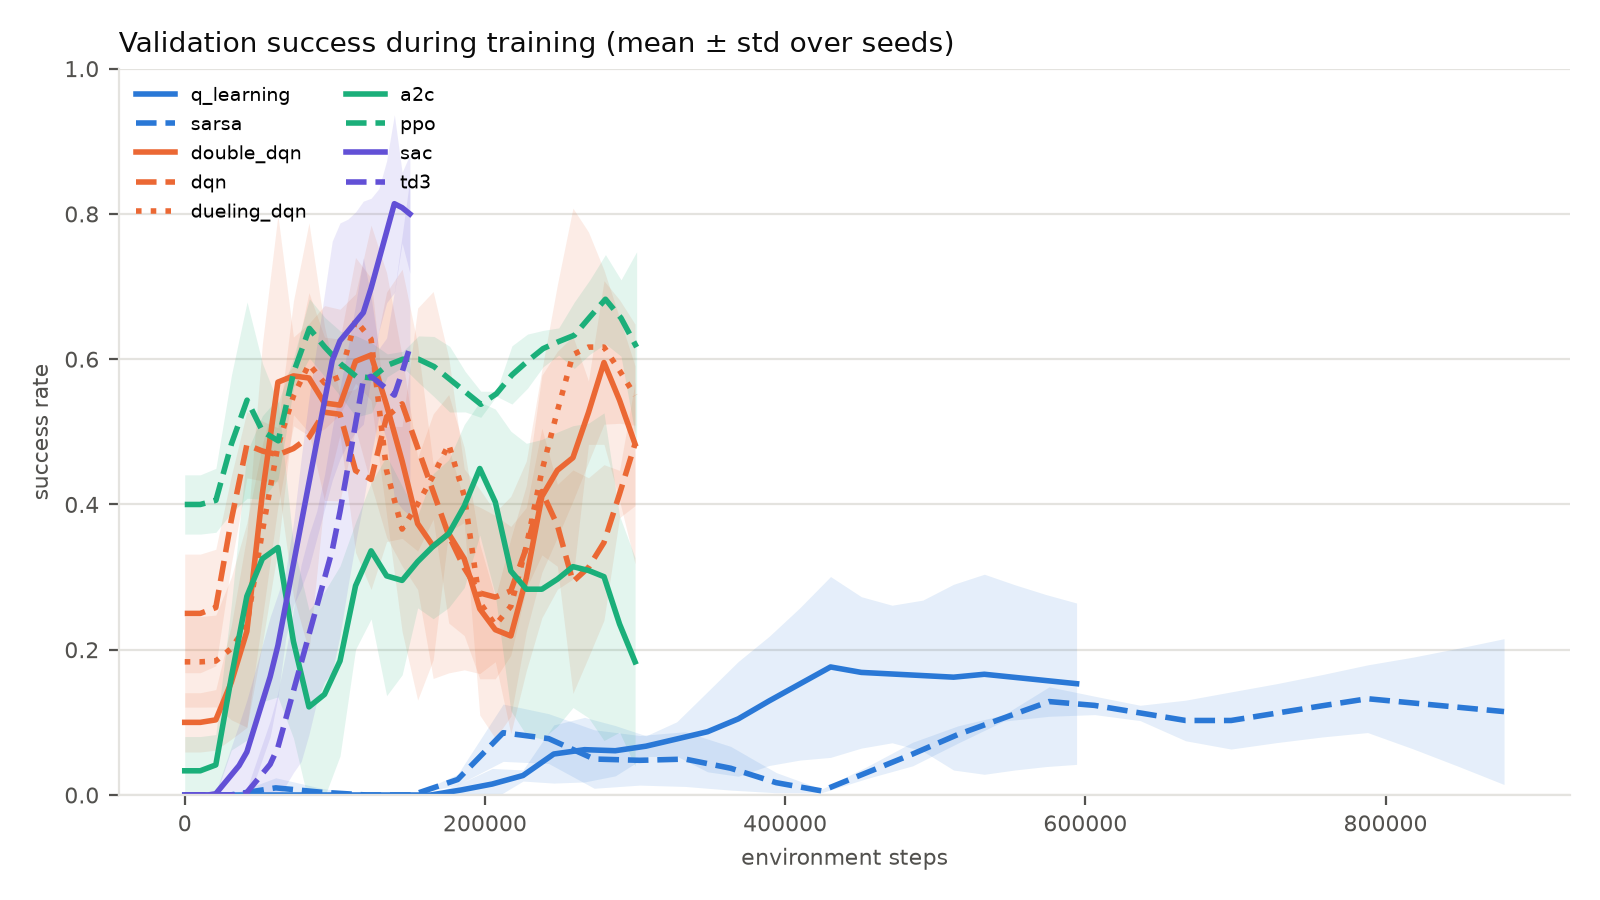 Validation success during training (mean ± std over seeds)
1.0
0.8
0.6
0.4
0.2
0.0
success rate
q_learning
sarsa
double_dqn
dqn
dueling_dqn
a2c
ppo
sac
td3
0
200000
400000
600000
800000
environment steps